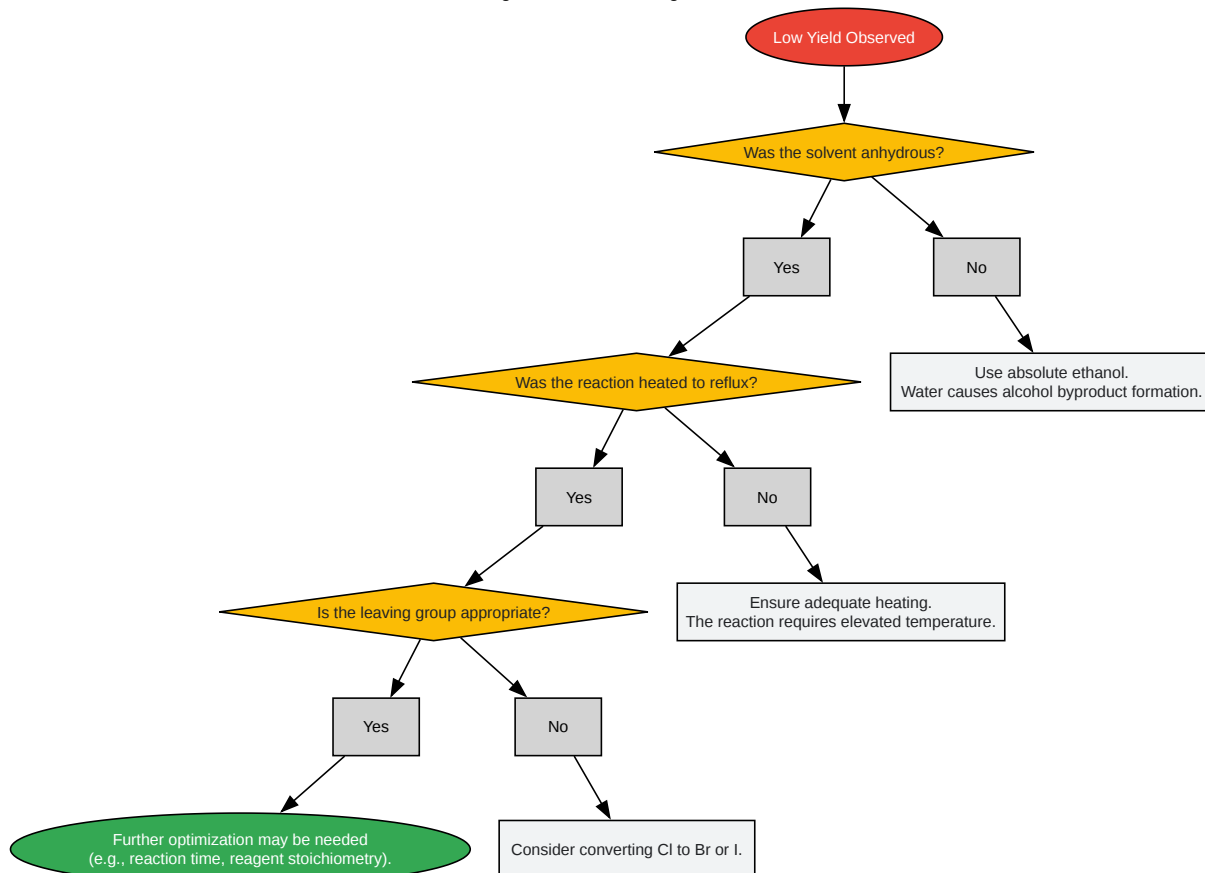 Low Yield Observed
Was the solvent anhydrous?
Yes
No
Was the reaction heated to reflux?
Use absolute ethanol.
Water causes alcohol byproduct formation.
Yes
No
Is the leaving group appropriate?
Ensure adequate heating.
The reaction requires elevated temperature.
Yes
No
Further optimization may be needed
(e.g., reaction time, reagent stoichiometry).
Consider converting Cl to Br or I.